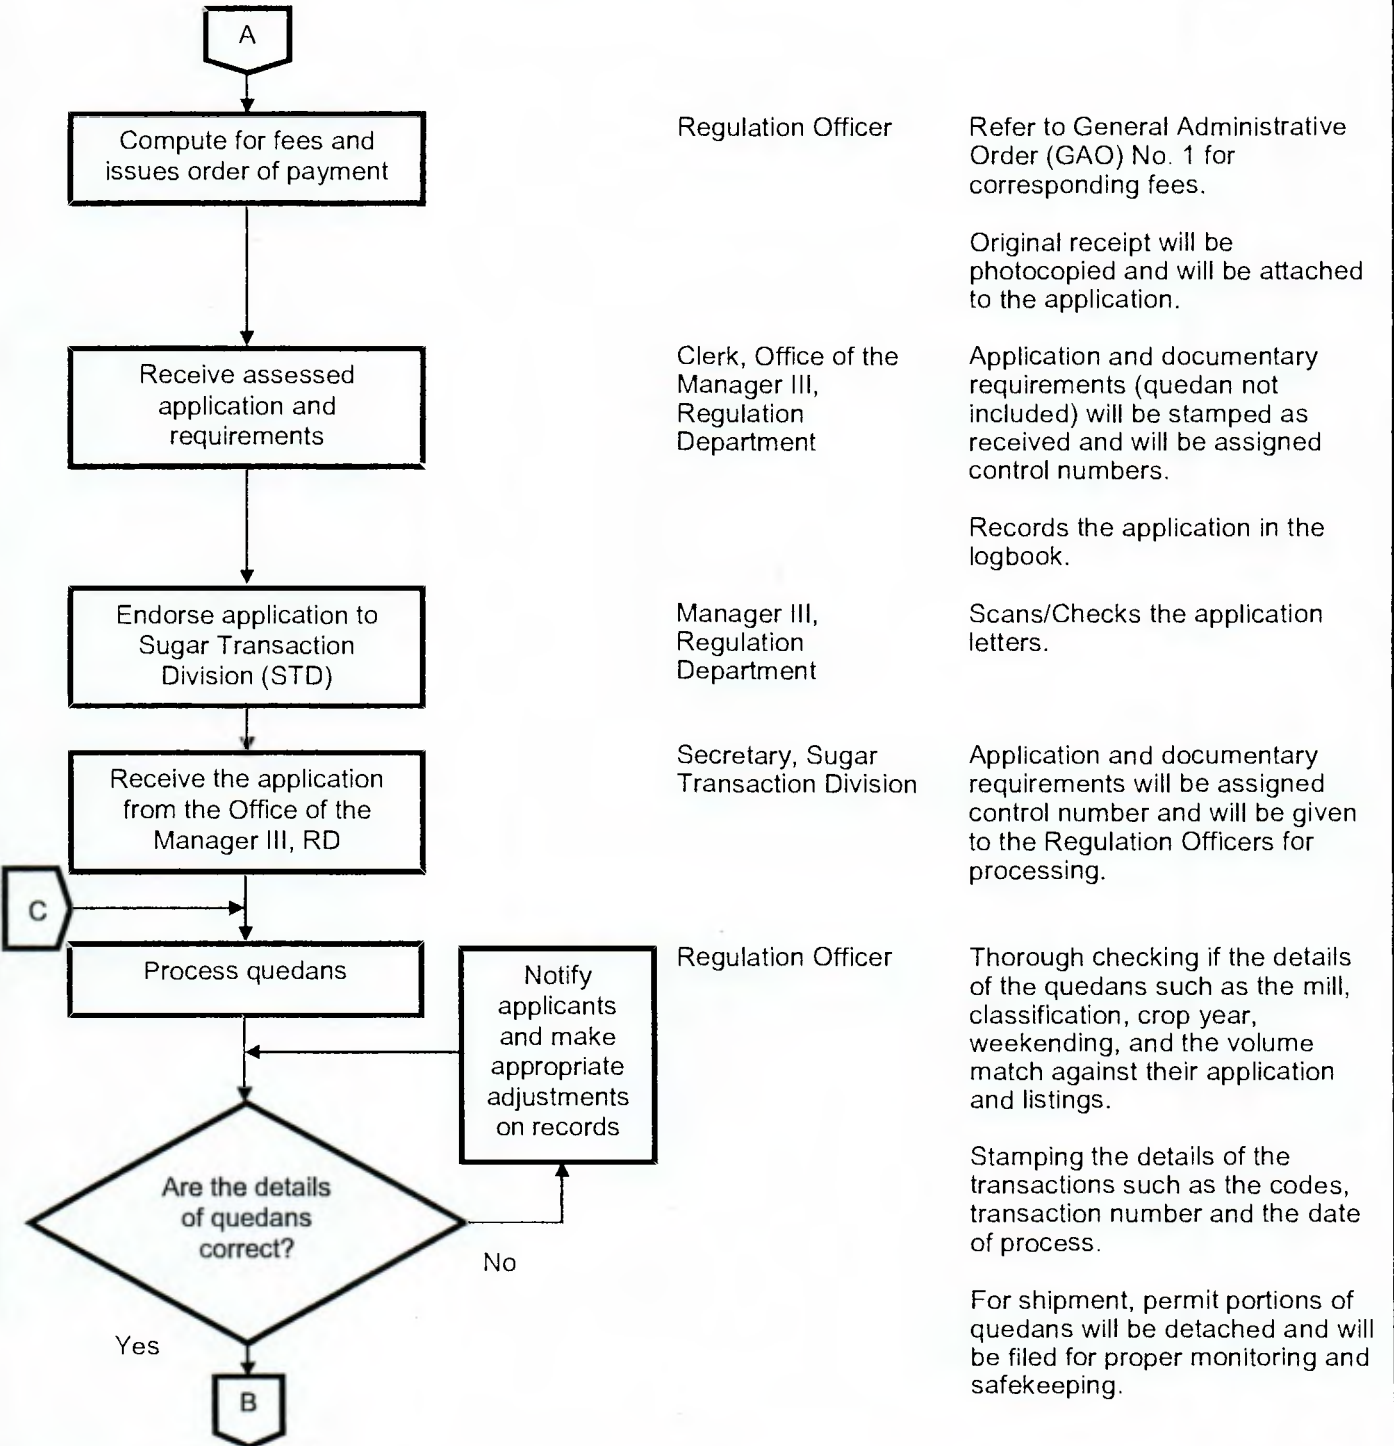 A
Compute for fees and
issues order of payment
Regulation Officer
Refer to General Administrative
Order (GAO) No. 1 for
corresponding fees.
Original receipt will be
photocopied and will be attached
to the application.
Receive assessed
application and
requirements
Clerk, Office of the
Manager III,
Regulation
Department
Application and documentary
requirements (quedan not
included) will be stamped as
received and will be assigned
control numbers.
Records the application in the
logbook.
Endorse application to
Sugar Transaction
Division (STD)
Manager III,
Regulation
Department
Scans/Checks the application
letters.
Receive the application
from the Office of the
Manager III, RD
Secretary, Sugar
Transaction Division
Application and documentary
requirements will be assigned
control number and will be given
to the Regulation Officers for
processing.
C
Process quedans
Notify
applicants
and make
appropriate
adjustments
on records
Regulation Officer
Thorough checking if the details
of the quedans such as the mill,
classification, crop year,
weekending, and the volume
match against their application
and listings.
Stamping the details of the
transactions such as the codes,
transaction number and the date
of process.
For shipment, permit portions of
quedans will be detached and will
be filed for proper monitoring and
safekeeping.
Are the details
of quedans
correct?
No
Yes
B